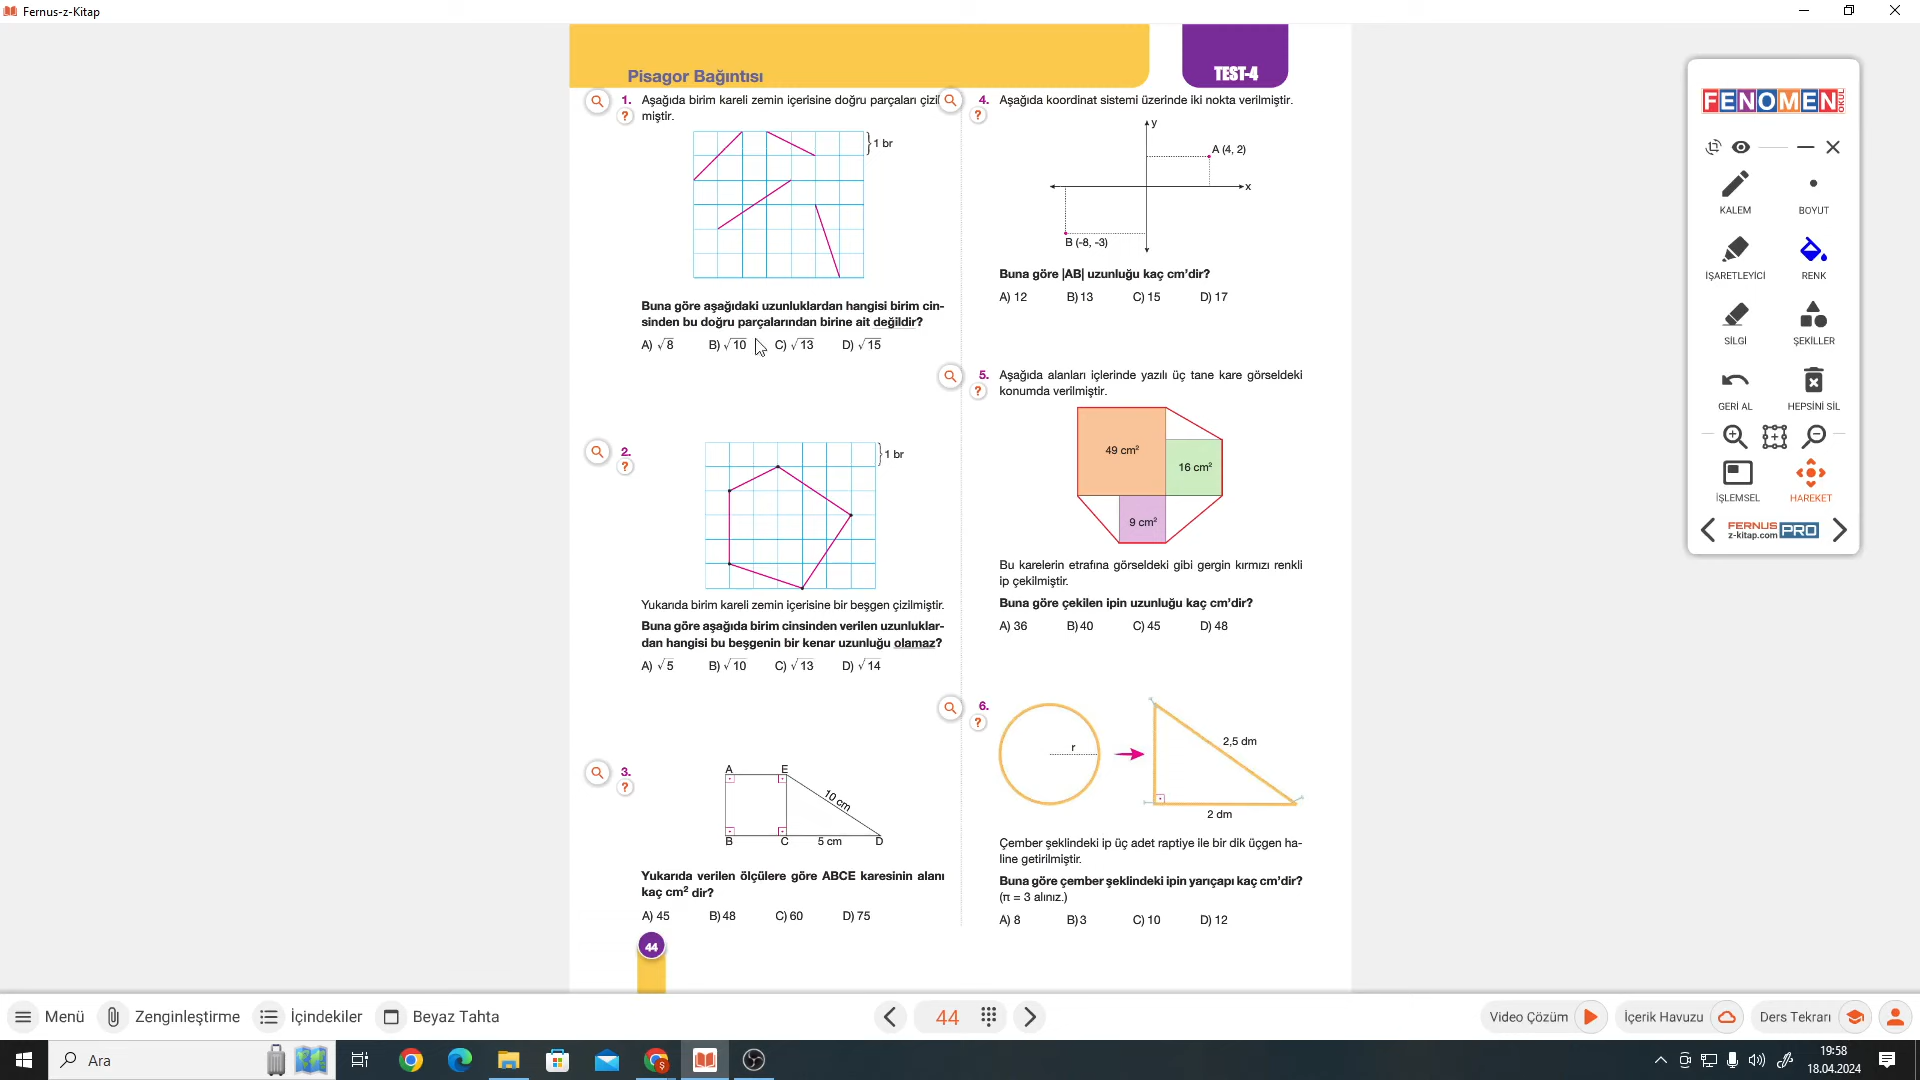 Fernus-z-Kitap
Pisagor Bağıntısı
TEST-4
1. Aşağıda birim kareli zemin içerisine doğru parçaları çizil
miştir.
1 br
Buna göre aşağıdaki uzunluklardan hangisi birim cin-
sinden bu doğru parçalarından birine ait değildir?
A) √8 B) √10 C) √13 D) √15
2.
1 br
Yukarıda birim kareli zemin içerisine bir beşgen çizilmiştir.
Buna göre aşağıda birim cinsinden verilen uzunluklar-
dan hangisi bu beşgenin bir kenar uzunluğu olamaz?
A) √5 B) √10 C) √13 D) √14
3.
A E
10 cm
B C 5 cm D
Yukarıda verilen ölçülere göre ABCE karesinin alanı
kaç cm² dir?
A) 45 B) 48 C) 60 D) 75
44
4. Aşağıda koordinat sistemi üzerinde iki nokta verilmiştir.
y
A (4, 2)
x
B (-8, -3)
Buna göre |AB| uzunluğu kaç cm'dir?
A) 12 B) 13 C) 15 D) 17
5. Aşağıda alanları içlerinde yazılı üç tane kare görseldeki
konumda verilmiştir.
49 cm²
16 cm²
9 cm²
Bu karelerin etrafına görseldeki gibi gergin kırmızı renkli
ip çekilmiştir.
Buna göre çekilen ipin uzunluğu kaç cm'dir?
A) 36 B) 40 C) 45 D) 48
6.
r
2,5 dm
2 dm
Çember şeklindeki ip üç adet raptiye ile bir dik üçgen ha-
line getirilmiştir.
Buna göre çember şeklindeki ipin yarıçapı kaç cm'dir?
(π = 3 alınız.)
A) 8 B) 3 C) 10 D) 12
FENOMEN OKUL
KALEM BOYUT
İŞARETLEYİCİ RENK
SİLGİ ŞEKİLLER
GERİ AL HEPSİNİ SİL
İŞLEMSEL HAREKET
FERNUS PRO
z-kitap.com
Menü Zenginleştirme İçindekiler Beyaz Tahta 44 Video Çözüm İçerik Havuzu Ders Tekrarı
Ara
19:58
18.04.2024